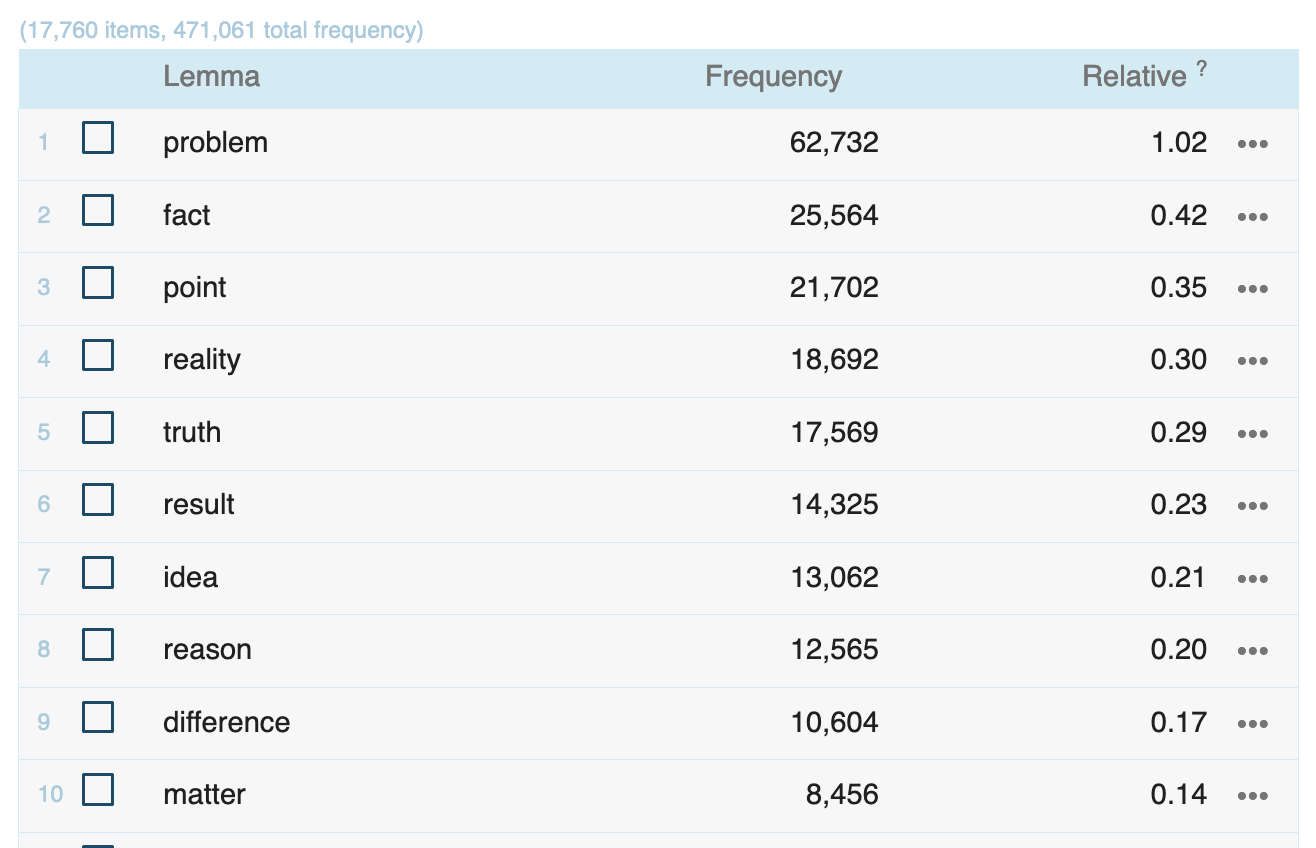 (17,760 items, 471,061 total frequency)
Lemma Frequency Relative ?
1 problem 62,732 1.02 •••
2 fact 25,564 0.42 •••
3 point 21,702 0.35 •••
4 reality 18,692 0.30 •••
5 truth 17,569 0.29 •••
6 result 14,325 0.23 •••
7 idea 13,062 0.21 •••
8 reason 12,565 0.20 •••
9 difference 10,604 0.17 •••
10 matter 8,456 0.14 •••